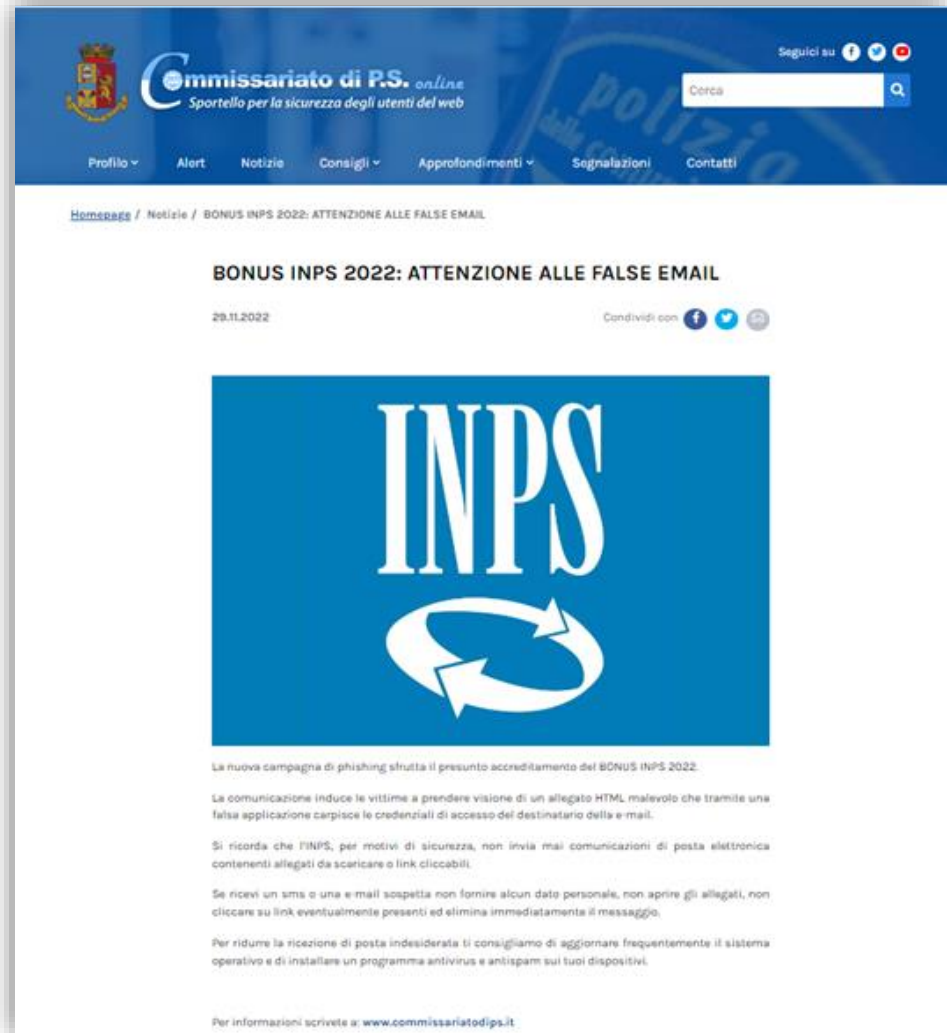 Seguici su
Commissariato di P.S. online
Sportello per la sicurezza degli utenti del web
Cerca
polizia
Profilo
Alert
Notizie
Consigli
Approfondimenti
Segnalazioni
Contatti
Homepage / Notizie / BONUS INPS 2022: ATTENZIONE ALLE FALSE EMAIL
BONUS INPS 2022: ATTENZIONE ALLE FALSE EMAIL
29.11.2022
Condividi con
INPS
La nuova campagna di phishing sfrutta il presunto accreditamento del BONUS INPS 2022.
La comunicazione induce le vittime a prendere visione di un allegato HTML malevolo che tramite una
falsa applicazione carpisce le credenziali di accesso del destinatario della e-mail.
Si ricorda che l'INPS, per motivi di sicurezza, non invia mai comunicazioni di posta elettronica
contenenti allegati da scaricare o link cliccabili.
Se ricevi un sms o una e-mail sospetta non fornire alcun dato personale, non aprire gli allegati, non
cliccare su link eventualmente presenti ed elimina immediatamente il messaggio.
Per ridurre la ricezione di posta indesiderata ti consigliamo di aggiornare frequentemente il sistema
operativo e di installare un programma antivirus e antispam sui tuoi dispositivi.
Per informazioni scrivete a: www.commissariatodips.it